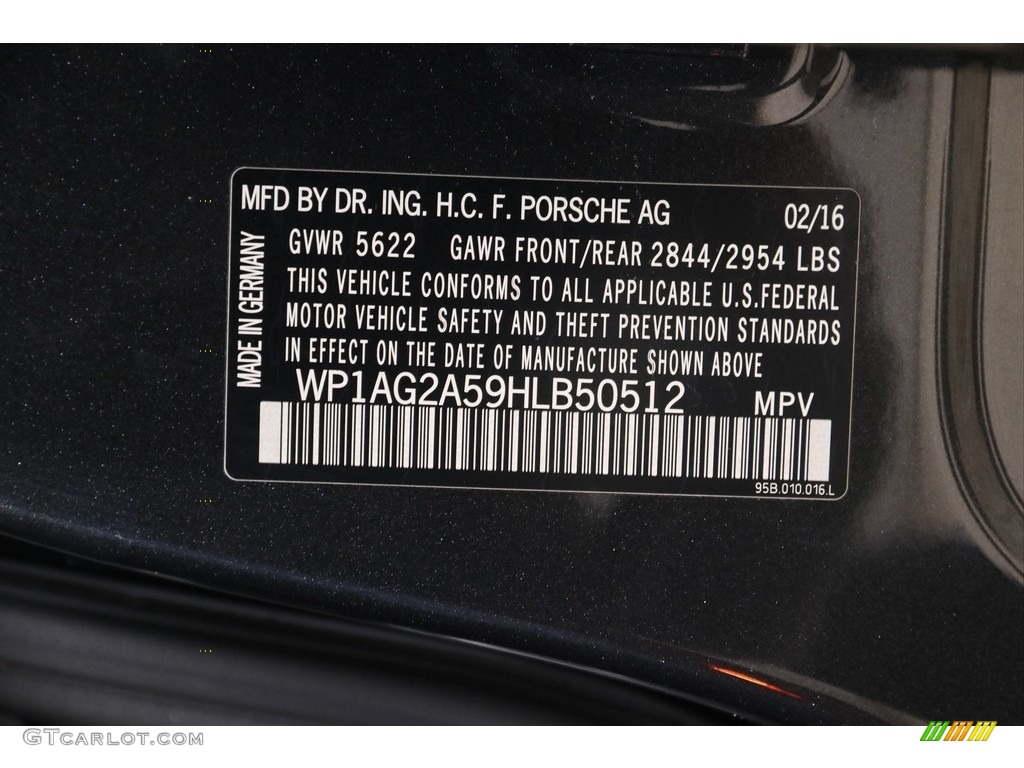 MFD BY DR. ING. H.C. F. PORSCHE AG 02/16
GVWR 5622 GAWR FRONT/REAR 2844/2954 LBS
THIS VEHICLE CONFORMS TO ALL APPLICABLE U.S.FEDERAL
MOTOR VEHICLE SAFETY AND THEFT PREVENTION STANDARDS
IN EFFECT ON THE DATE OF MANUFACTURE SHOWN ABOVE
MADE IN GERMANY
WP1AG2A59HLB50512 MPV
95B.010.016.L
GTCARLOT.COM